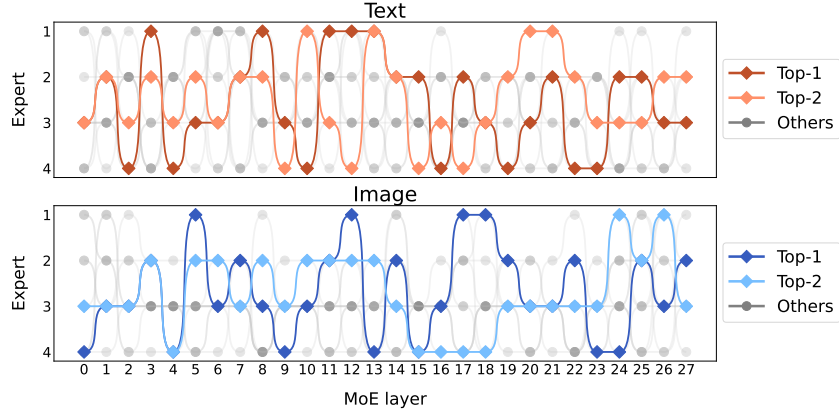 Text
1
2
3
4
Expert
Top-1
Top-2
Others
Image
1
2
3
4
Expert
Top-1
Top-2
Others
0 1 2 3 4 5 6 7 8 9 10 11 12 13 14 15 16 17 18 19 20 21 22 23 24 25 26 27
MoE layer